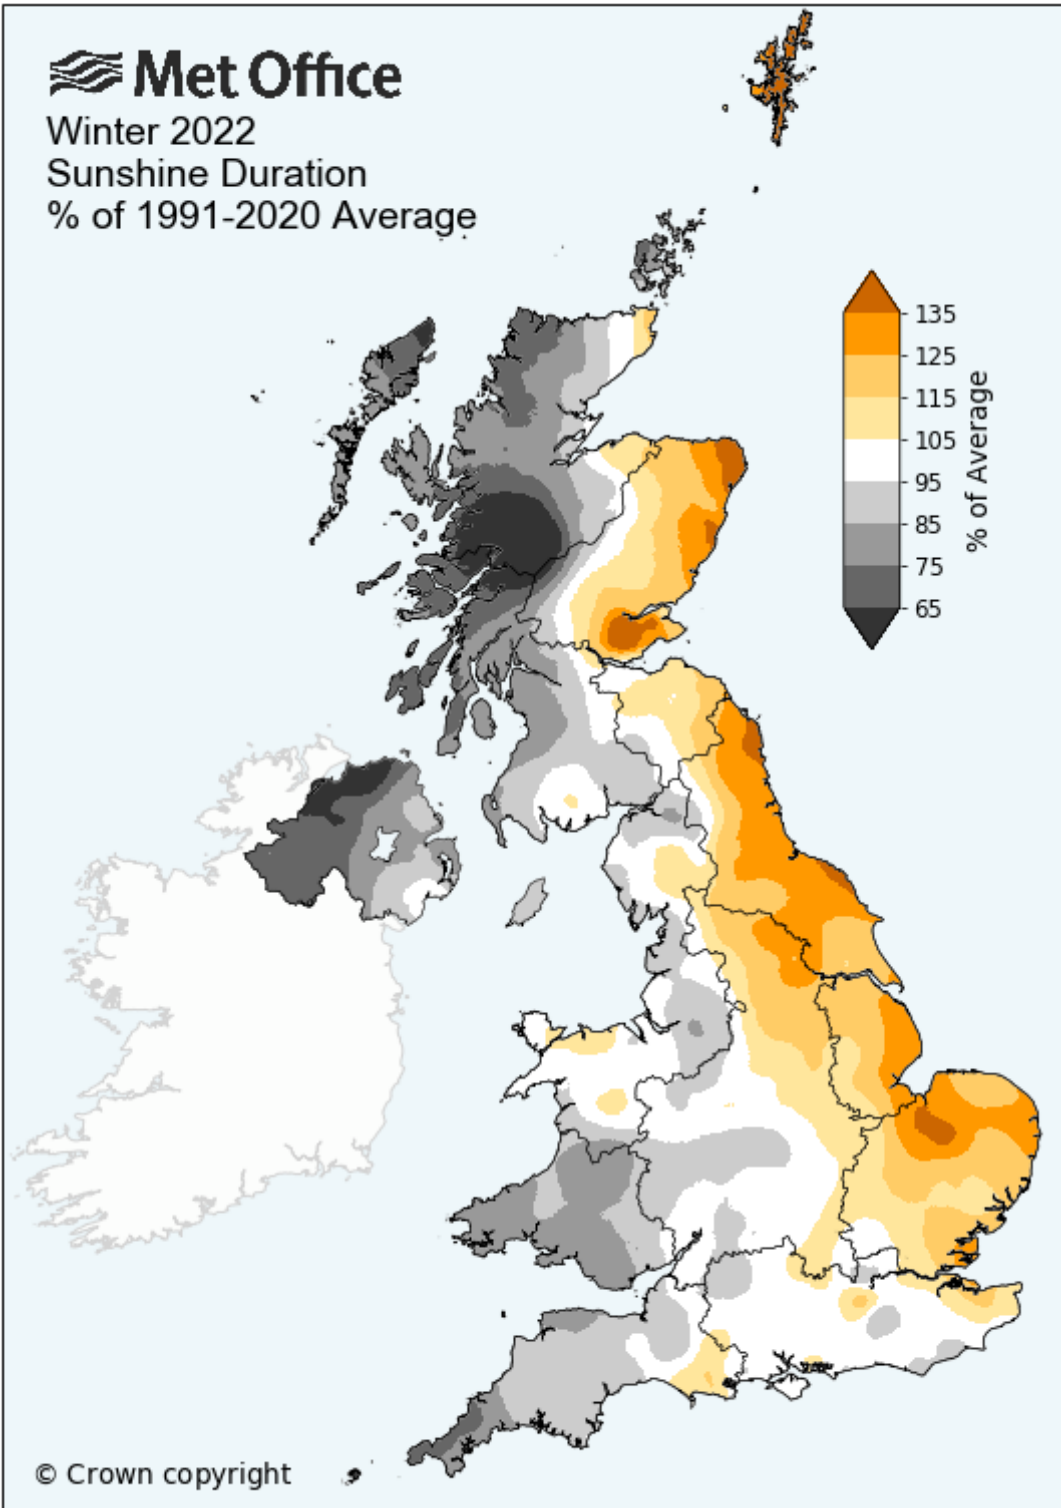 Met Office
Winter 2022
Sunshine Duration
% of 1991-2020 Average
135
125
115
105
95
85
75
65
% of Average
© Crown copyright